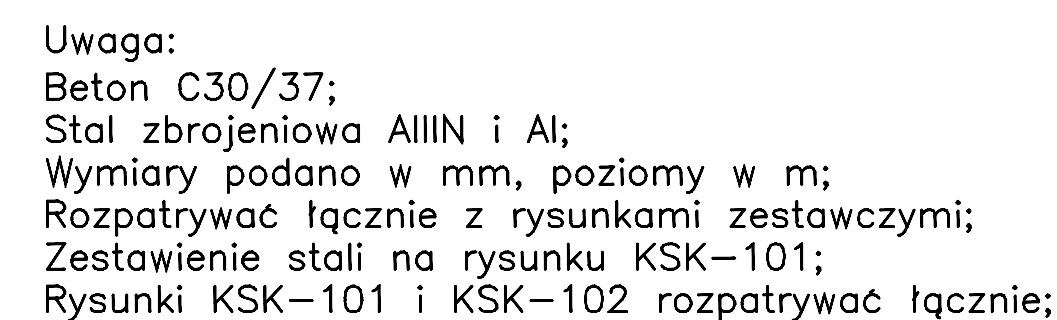 Uwaga:
Beton C30/37;
Stal zbrojeniowa AIIIN i AI;
Wymiary podano w mm, poziomy w m;
Rozpatrywać łącznie z rysunkami zestawczymi;
Zestawienie stali na rysunku KSK-101;
Rysunki KSK-101 i KSK-102 rozpatrywać łącznie;